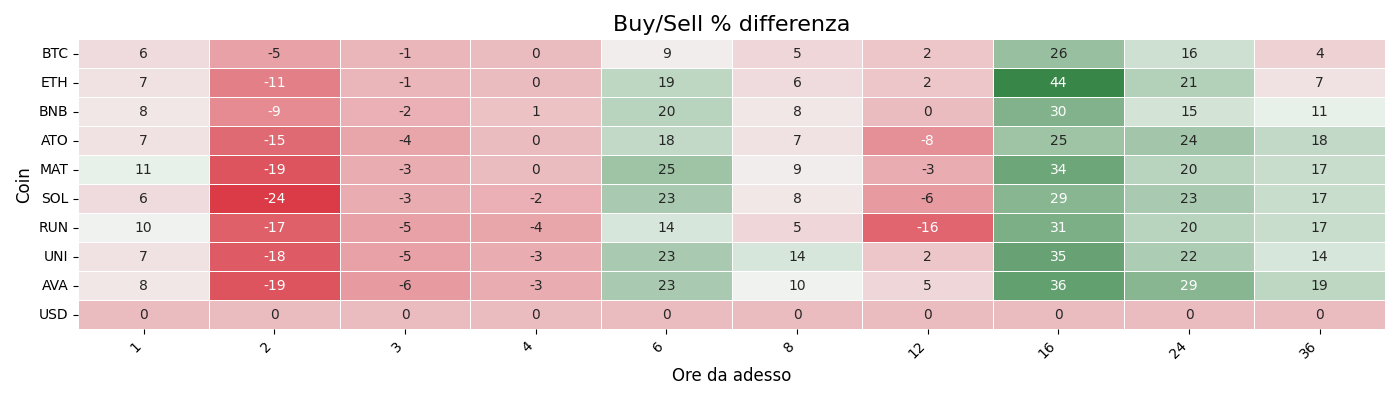 Buy/Sell % differenza
Coin
BTC 6 -5 -1 0 9 5 2 26 16 4
ETH 7 -11 -1 0 19 6 2 44 21 7
BNB 8 -9 -2 1 20 8 0 30 15 11
ATO 7 -15 -4 0 18 7 -8 25 24 18
MAT 11 -19 -3 0 25 9 -3 34 20 17
SOL 6 -24 -3 -2 23 8 -6 29 23 17
RUN 10 -17 -5 -4 14 5 -16 31 20 17
UNI 7 -18 -5 -3 23 14 2 35 22 14
AVA 8 -19 -6 -3 23 10 5 36 29 19
USD 0 0 0 0 0 0 0 0 0 0
1 2 3 4 6 8 12 16 24 36
Ore da adesso